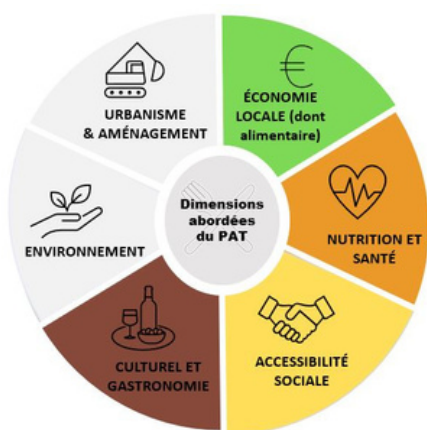 €
ÉCONOMIE
LOCALE (dont
alimentaire)
NUTRITION ET
SANTÉ
ACCESSIBILITÉ
SOCIALE
CULTUREL ET
GASTRONOMIE
ENVIRONNEMENT
URBANISME
& AMÉNAGEMENT
Dimensions
abordées
du PAT